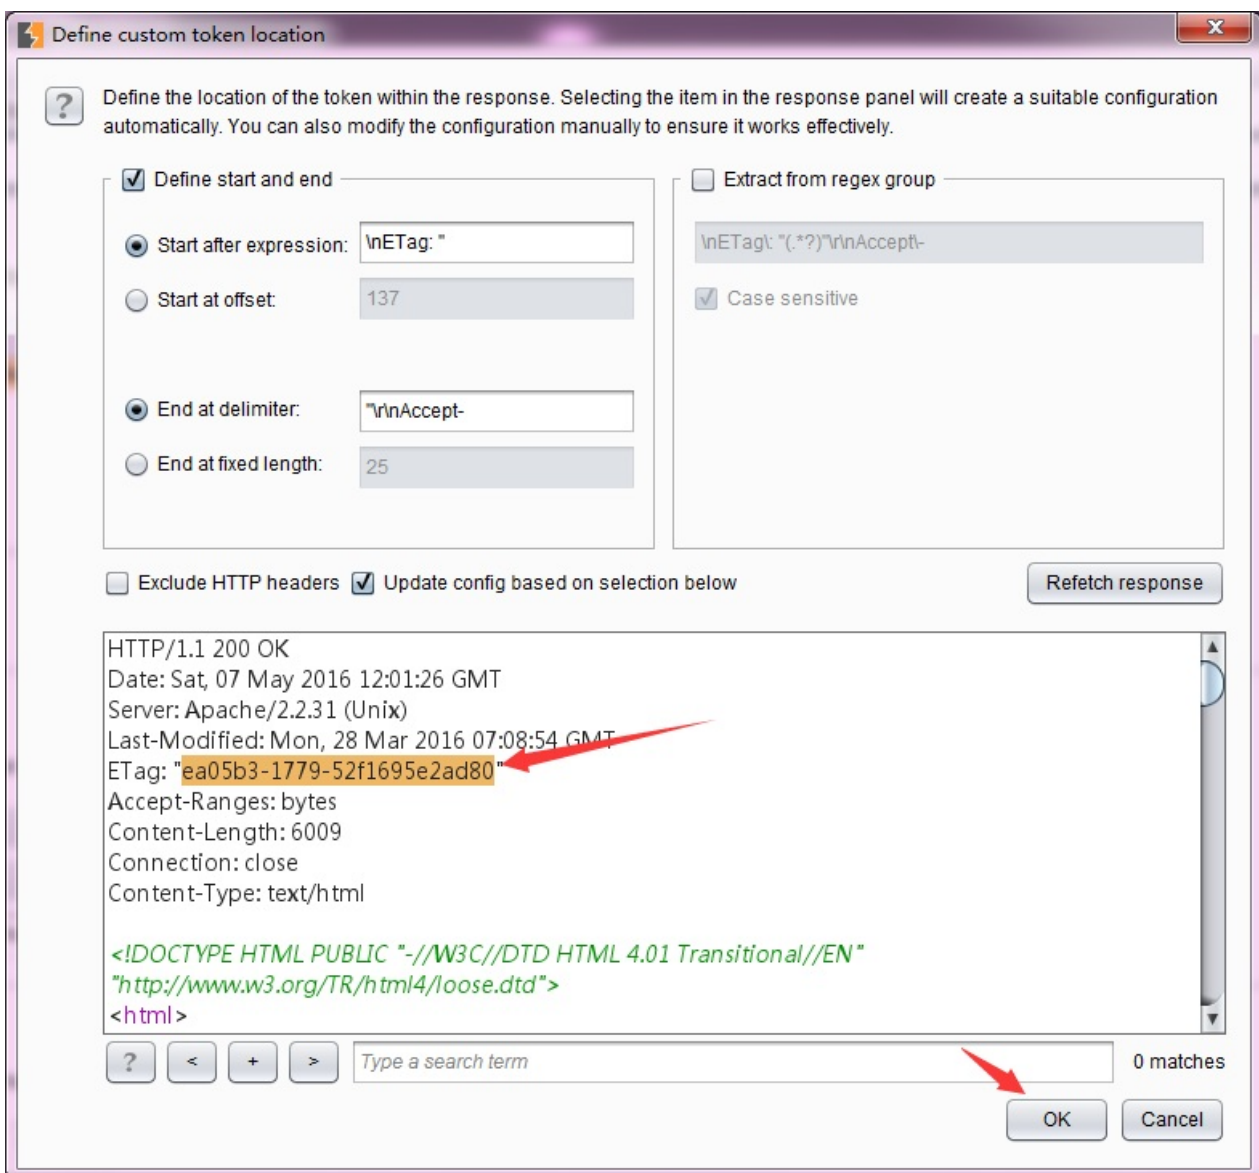 Define custom token location
Define the location of the token within the response. Selecting the item in the response panel will create a suitable configuration
automatically. You can also modify the configuration manually to ensure it works effectively.
Define start and end
Extract from regex group
Start after expression:
\nETag: "
\nETag\: "(.*?)"\r\nAccept\-
Start at offset:
137
Case sensitive
End at delimiter:
"\r\nAccept-
End at fixed length:
25
Exclude HTTP headers
Update config based on selection below
Refetch response
HTTP/1.1 200 OK
Date: Sat, 07 May 2016 12:01:26 GMT
Server: Apache/2.2.31 (Unix)
Last-Modified: Mon, 28 Mar 2016 07:08:54 GMT
ETag: "ea05b3-1779-52f1695e2ad80"
Accept-Ranges: bytes
Content-Length: 6009
Connection: close
Content-Type: text/html
<!DOCTYPE HTML PUBLIC "-//W3C//DTD HTML 4.01 Transitional//EN"
"http://www.w3.org/TR/html4/loose.dtd">
<html>
?
<
+
>
Type a search term
0 matches
OK
Cancel